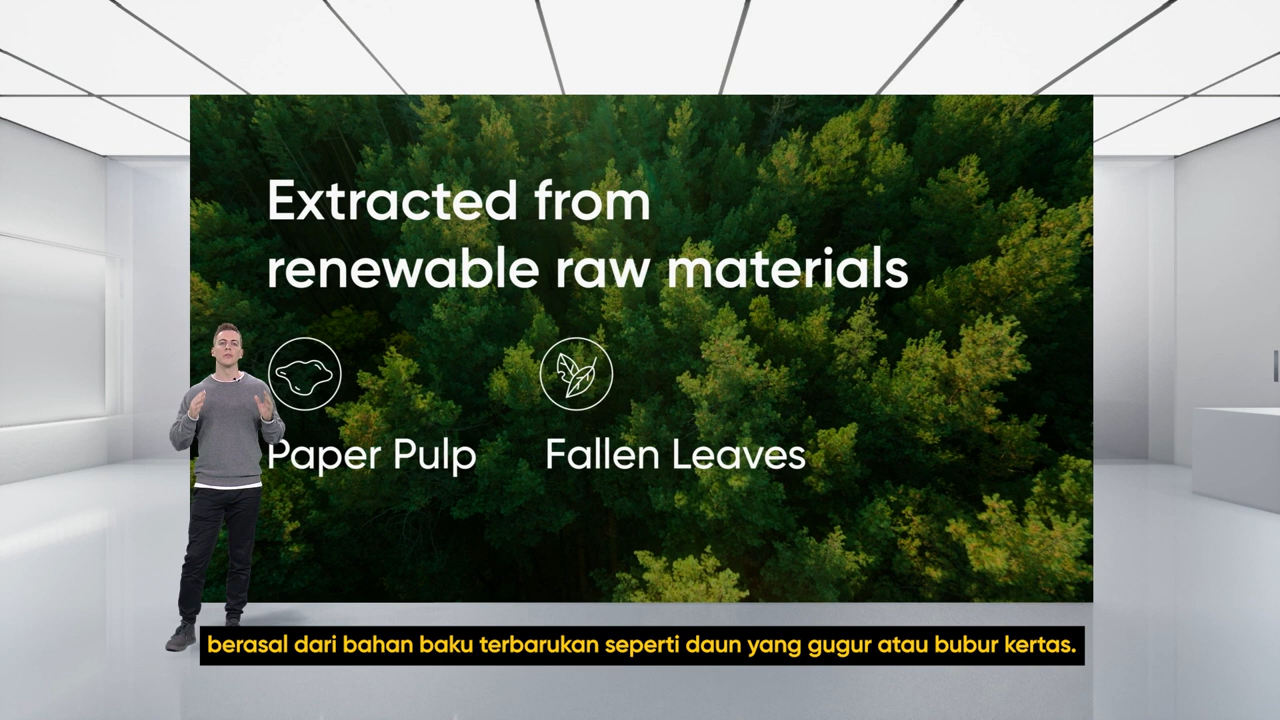 Extracted from
renewable raw materials
Paper Pulp
Fallen Leaves
berasal dari bahan baku terbarukan seperti daun yang gugur atau bubur kertas.